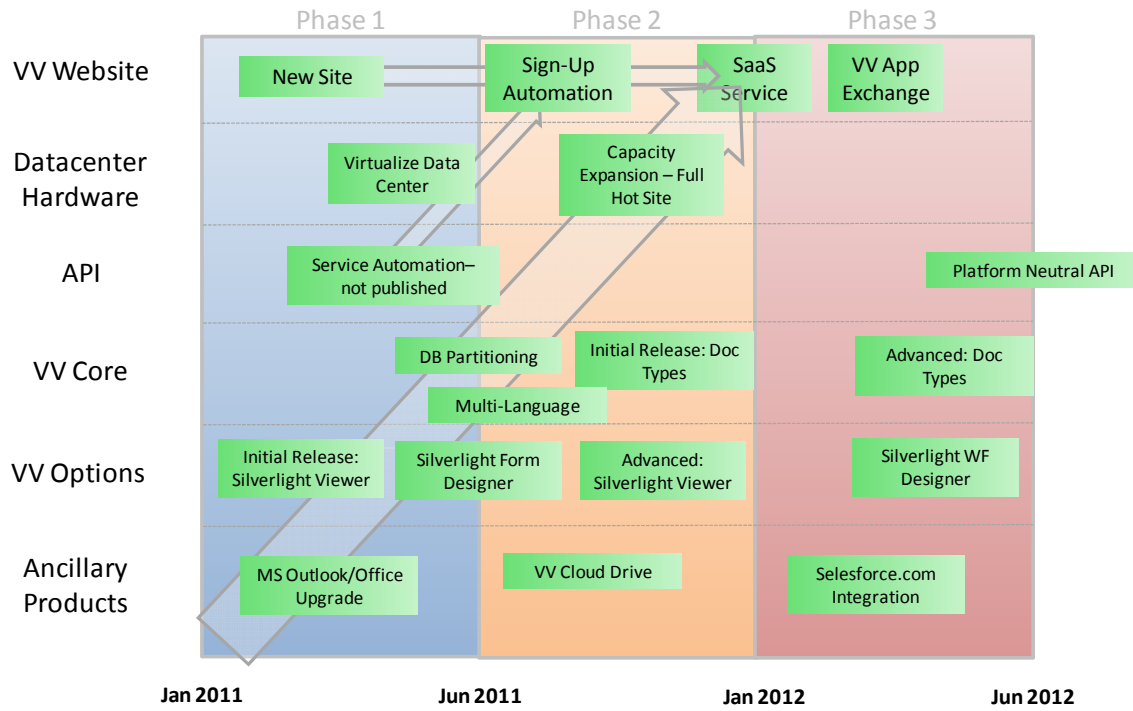 Phase 1
Phase 2
Phase 3
VV Website
New Site
Sign-Up
Automation
SaaS
Service
VV App
Exchange
Datacenter
Hardware
Virtualize Data
Center
Capacity
Expansion – Full
Hot Site
API
Service Automation–
not published
Platform Neutral API
VV Core
DB Partitioning
Initial Release: Doc
Types
Advanced: Doc
Types
Multi-Language
VV Options
Initial Release:
Silverlight Viewer
Silverlight Form
Designer
Advanced:
Silverlight Viewer
Silverlight WF
Designer
Ancillary
Products
MS Outlook/Office
Upgrade
VV Cloud Drive
Selesforce.com
Integration
Jan 2011
Jun 2011
Jan 2012
Jun 2012